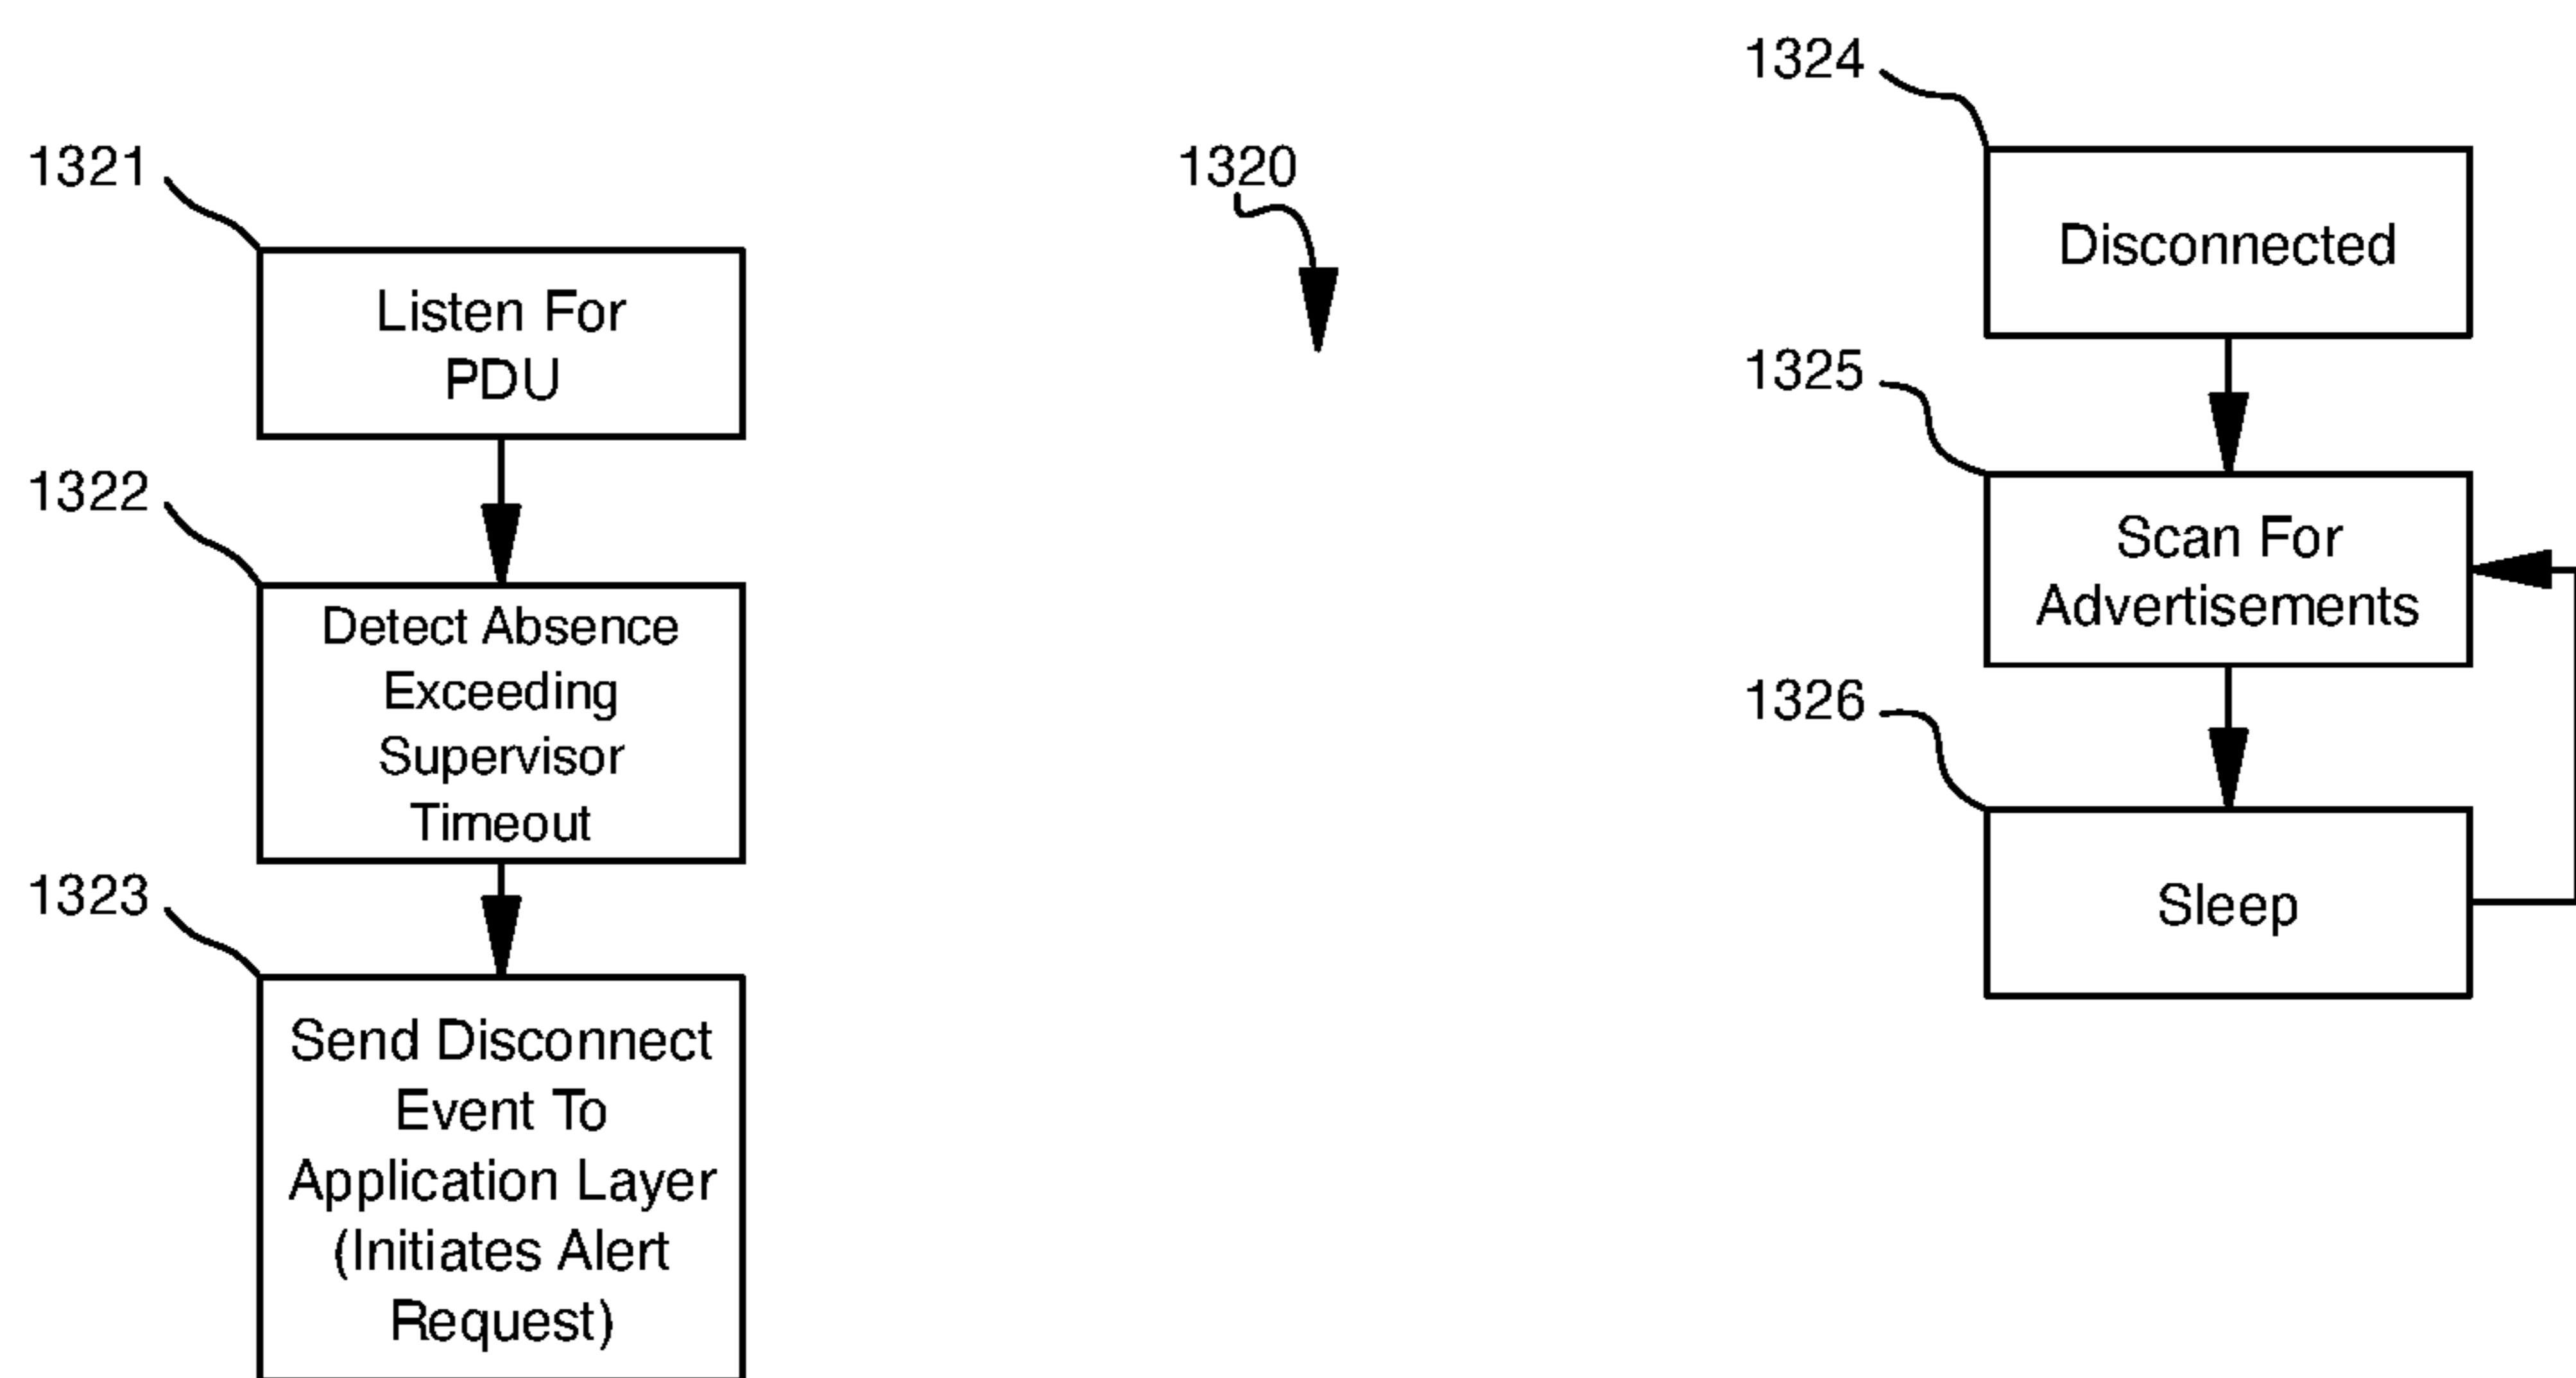 1321
Listen For
PDU
1322
Detect Absence
Exceeding
Supervisor
Timeout
1323
Send Disconnect
Event To
Application Layer
(Initiates Alert
Request)
1320
1324
Disconnected
1325
Scan For
Advertisements
1326
Sleep